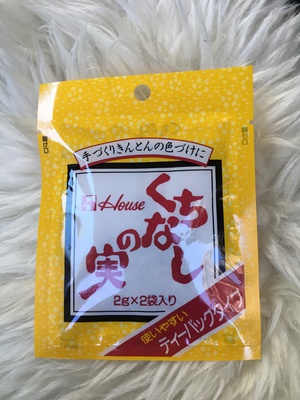 手づくりきんとんの色づけに
House
くちなしの実
2g×2袋入り
使いやすい
ティーバッグタイプ